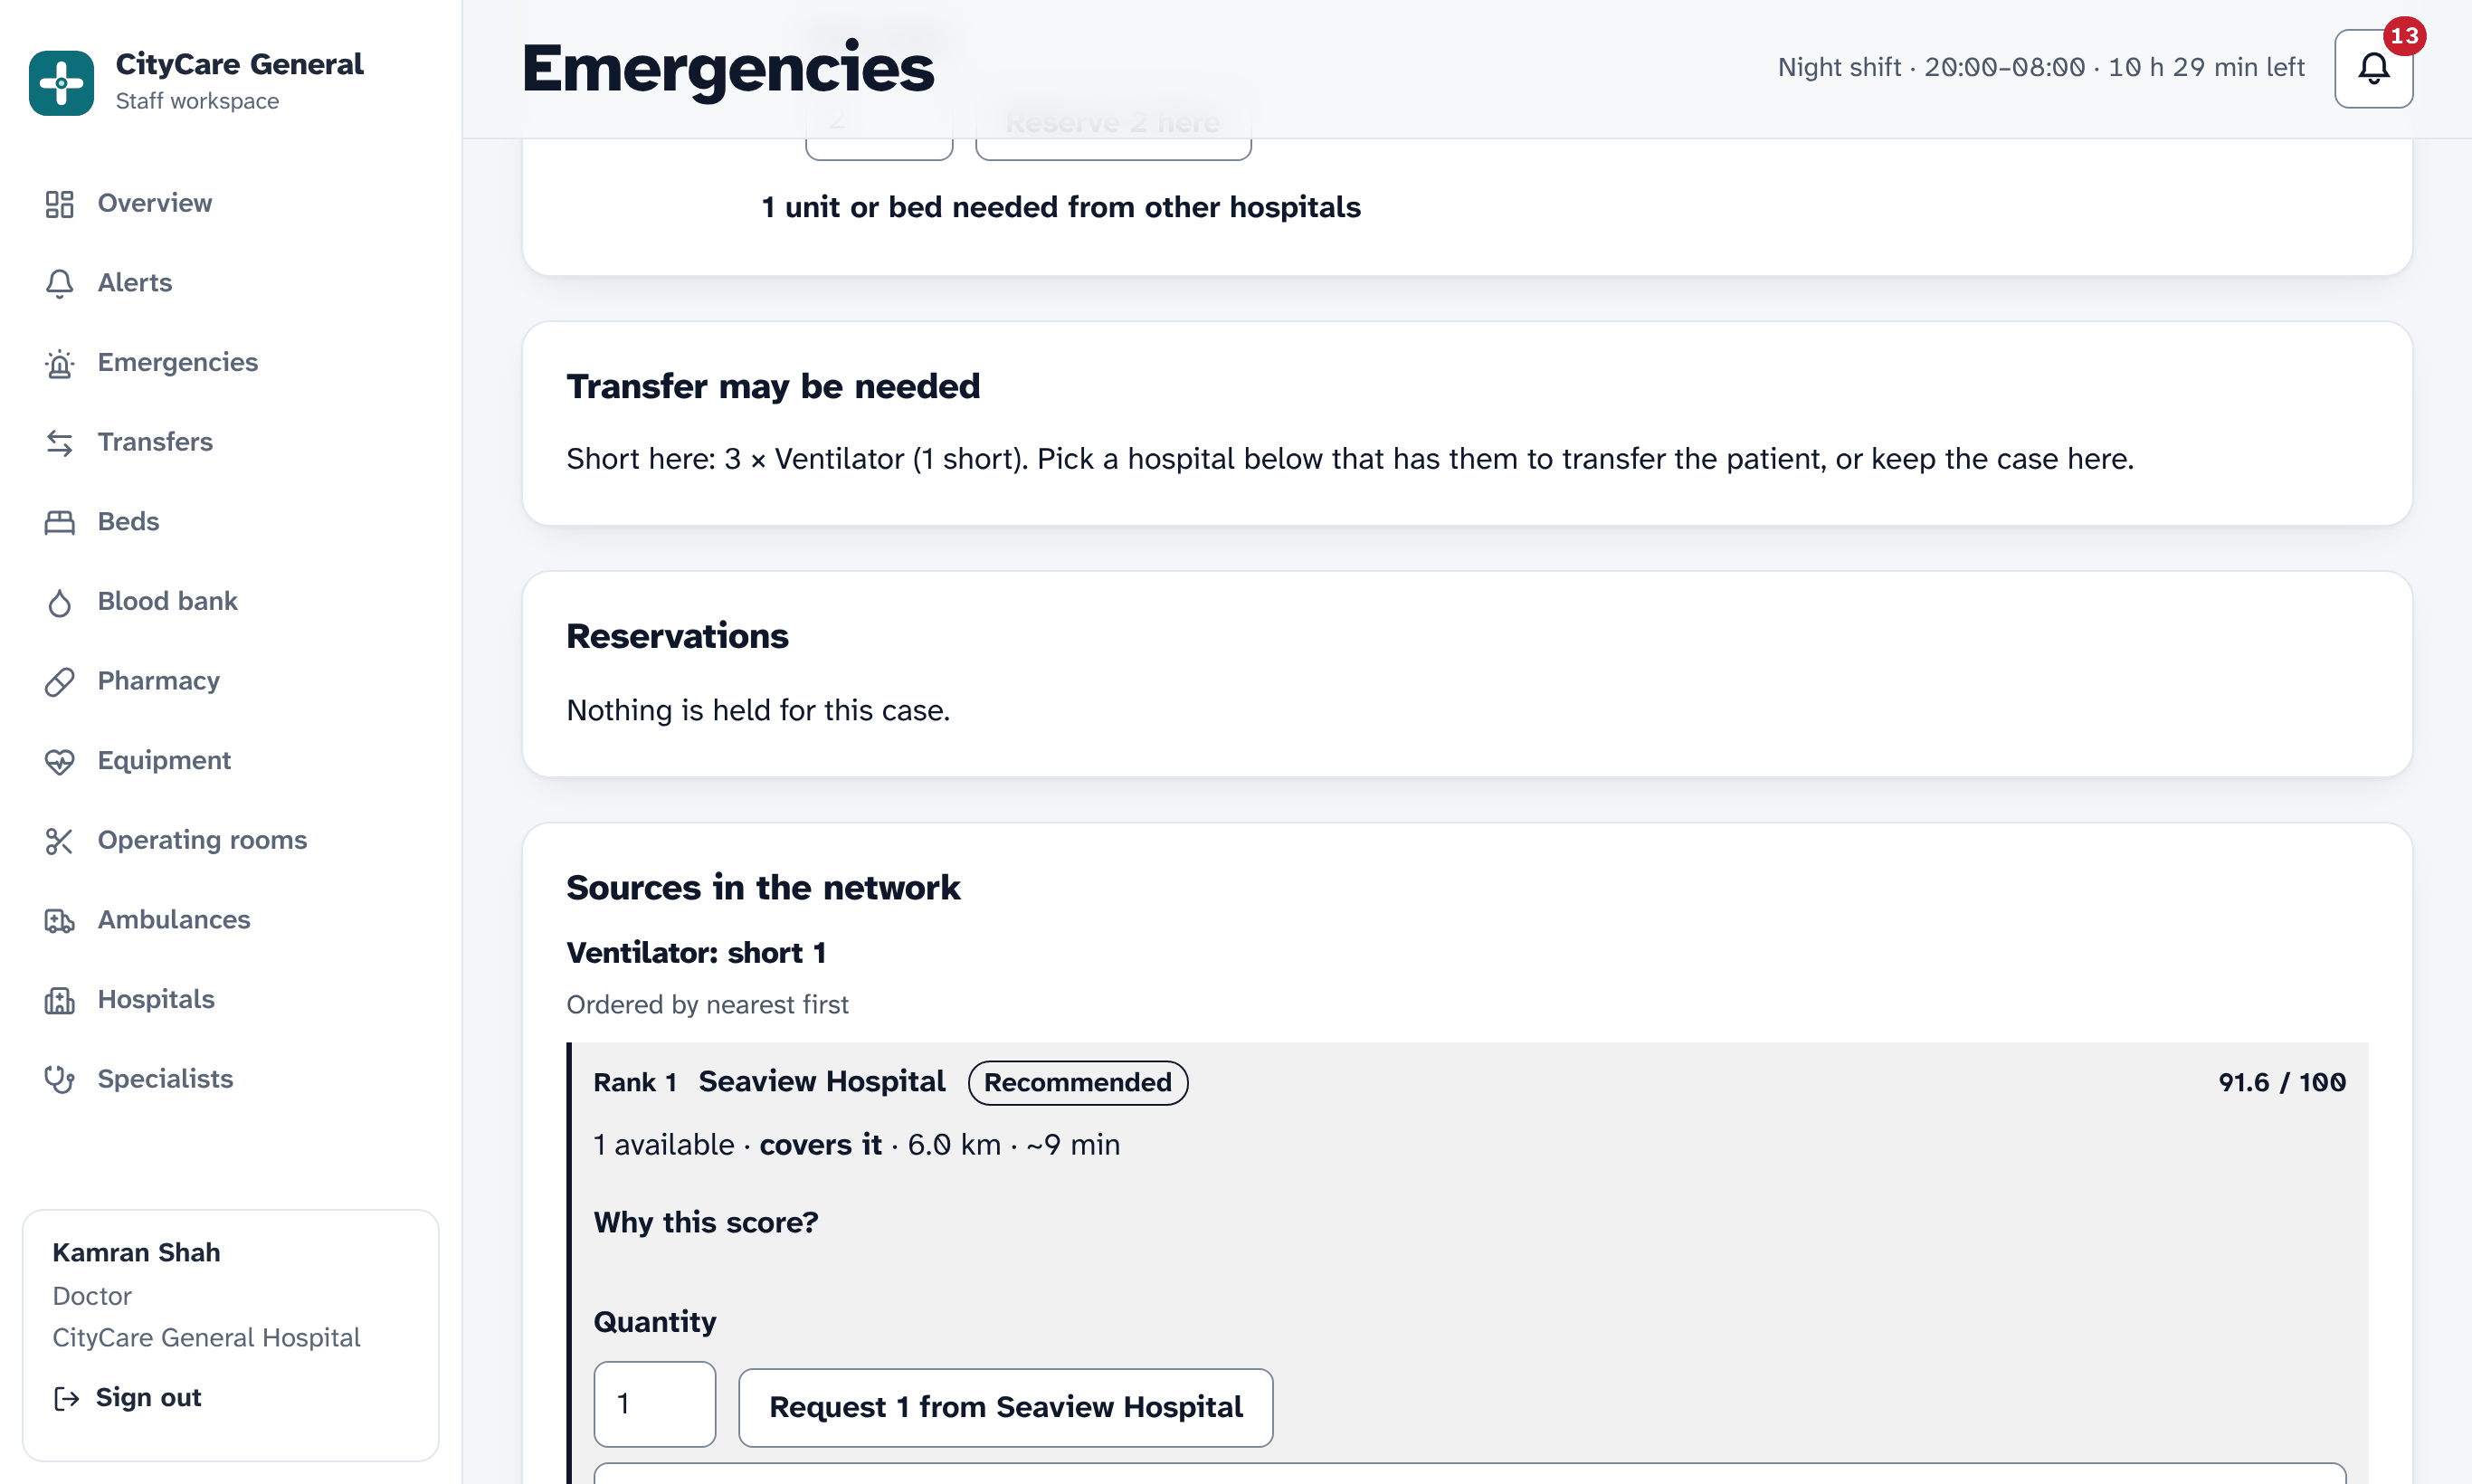 CityCare General
Staff workspace
Overview
Alerts
Emergencies
Transfers
Beds
Blood bank
Pharmacy
Equipment
Operating rooms
Ambulances
Hospitals
Specialists
Kamran Shah
Doctor
CityCare General Hospital
Sign out
Emergencies
Night shift · 20:00–08:00 · 10 h 29 min left
13
2
Reserve 2 here
1 unit or bed needed from other hospitals
Transfer may be needed
Short here: 3 × Ventilator (1 short). Pick a hospital below that has them to transfer the patient, or keep the case here.
Reservations
Nothing is held for this case.
Sources in the network
Ventilator: short 1
Ordered by nearest first
Rank 1 Seaview Hospital Recommended 91.6 / 100
1 available · covers it · 6.0 km · ~9 min
Why this score?
Quantity
1
Request 1 from Seaview Hospital